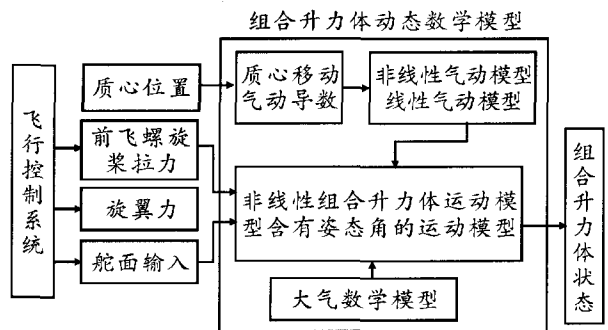 组合升力体动态数学模型
飞行控制系统
质心位置
前飞螺旋
桨拉力
旋翼力
舵面输入
质心移动
气动导数
非线性气动模型
线性气动模型
非线性组合升力体运动模
型含有姿态角的运动模型
大气数学模型
组合升力体状态